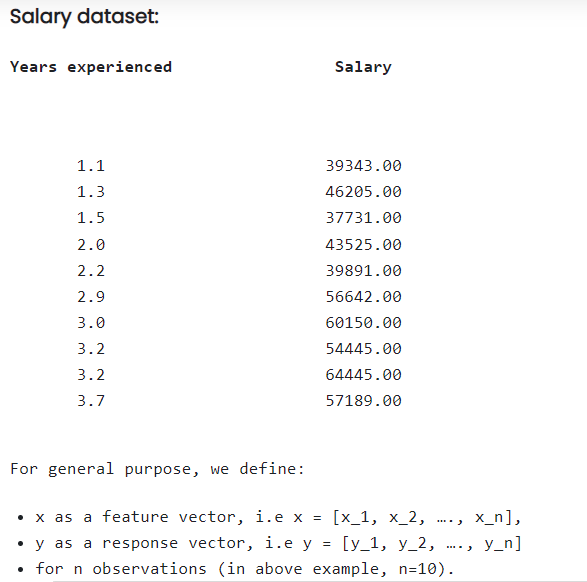 Salary dataset:
Years experienced Salary
1.1 39343.00
1.3 46205.00
1.5 37731.00
2.0 43525.00
2.2 39891.00
2.9 56642.00
3.0 60150.00
3.2 54445.00
3.2 64445.00
3.7 57189.00
For general purpose, we define:
• x as a feature vector, i.e x = [x_1, x_2, …., x_n],
• y as a response vector, i.e y = [y_1, y_2, …., y_n]
• for n observations (in above example, n=10).